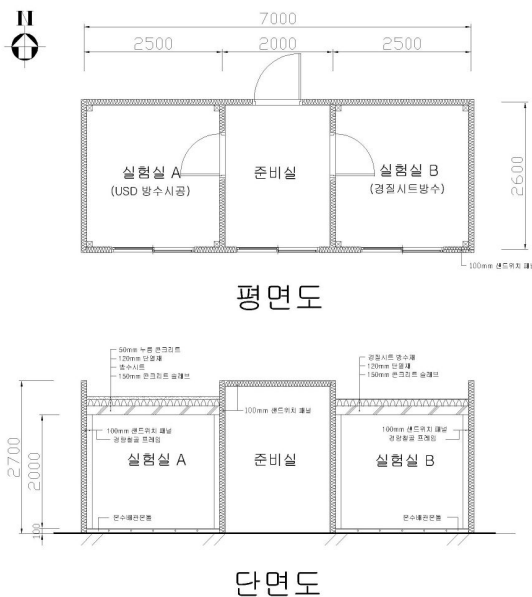 N
7000
2500
2000
2500
실험실 A
(USD 방수시공)
준비실
실험실 B
(경질시트방수)
2600
100mm 샌드위치 패널
평면도
50mm 누름 콘크리트
120mm 단열재
방수시트
150mm 콘크리트 슬래브
경질시트 방수재
120mm 단열재
150mm 콘크리트 슬래브
100mm 샌드위치 패널
2700
2000
100
100mm 샌드위치 패널
경량철골 프레임
100mm 샌드위치 패널
경량철골 프레임
실험실 A
준비실
실험실 B
온수배관온돌
온수배관온돌
단면도